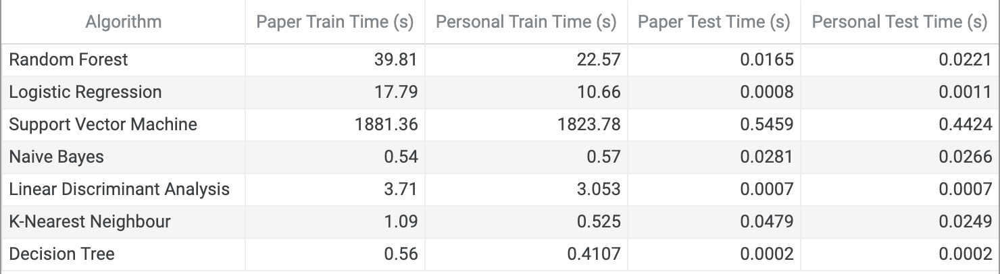 Algorithm Paper Train Time (s) Personal Train Time (s) Paper Test Time (s) Personal Test Time (s)
Random Forest 39.81 22.57 0.0165 0.0221
Logistic Regression 17.79 10.66 0.0008 0.0011
Support Vector Machine 1881.36 1823.78 0.5459 0.4424
Naive Bayes 0.54 0.57 0.0281 0.0266
Linear Discriminant Analysis 3.71 3.053 0.0007 0.0007
K-Nearest Neighbour 1.09 0.525 0.0479 0.0249
Decision Tree 0.56 0.4107 0.0002 0.0002